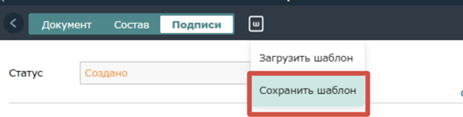 Документ Состав Подписи ш
Загрузить шаблон
Статус Создано
Сохранить шаблон